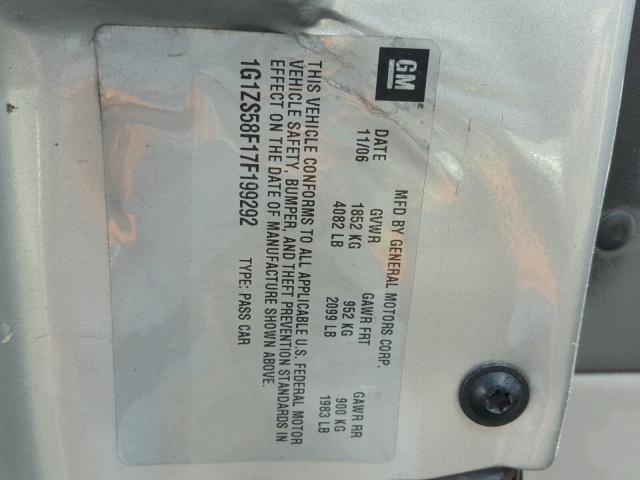 GM
MFD BY GENERAL MOTORS CORP.
DATE GVWR GAWR FRT GAWR RR
11/06 1852 KG 952 KG 900 KG
4082 LB 2099 LB 1983 LB
THIS VEHICLE CONFORMS TO ALL APPLICABLE U.S. FEDERAL MOTOR
VEHICLE SAFETY, BUMPER, AND THEFT PREVENTION STANDARDS IN
EFFECT ON THE DATE OF MANUFACTURE SHOWN ABOVE.
1G1ZS58F17F199292 TYPE: PASS CAR